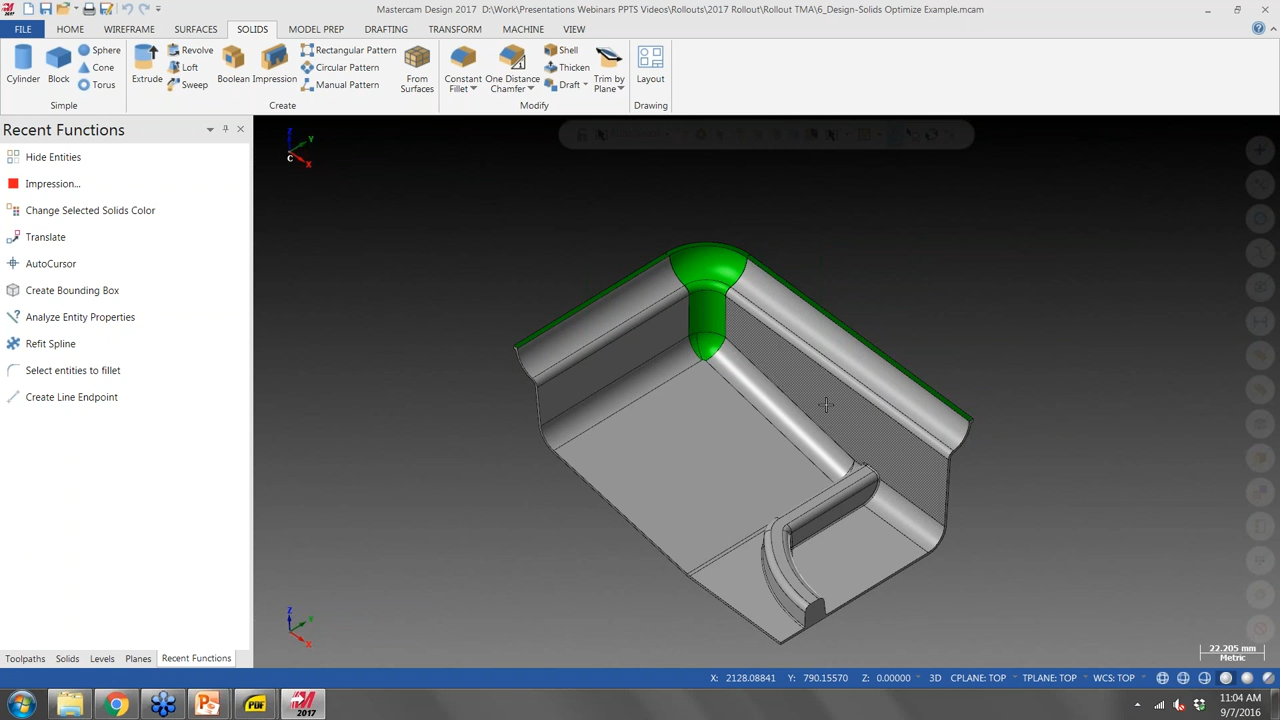 Mastercam Design 2017 D:\Work\Presentations Webinars PPTS Videos\Rollouts\2017 Rollout\Rollout TMA\6_Design-Solids Optimize Example.mcam
FILE HOME WIREFRAME SURFACES SOLIDS MODEL PREP DRAFTING TRANSFORM MACHINE VIEW
Cylinder Block Sphere Cone Torus
Simple
Extrude Revolve Loft Sweep Boolean Impression Rectangular Pattern Circular Pattern Manual Pattern From Surfaces
Create
Constant Fillet One Distance Chamfer Shell Thicken Draft Trim by Plane
Modify
Layout
Drawing
Recent Functions
Hide Entities
Impression...
Change Selected Solids Color
Translate
AutoCursor
Create Bounding Box
Analyze Entity Properties
Refit Spline
Select entities to fillet
Create Line Endpoint
Z Y C X
Z Y X
22.205 mm
Metric
Toolpaths Solids Levels Planes Recent Functions
X: 2128.08841 Y: 790.15570 Z: 0.00000 3D CPLANE: TOP TPLANE: TOP WCS: TOP
PDF 2017
11:04 AM
9/7/2016